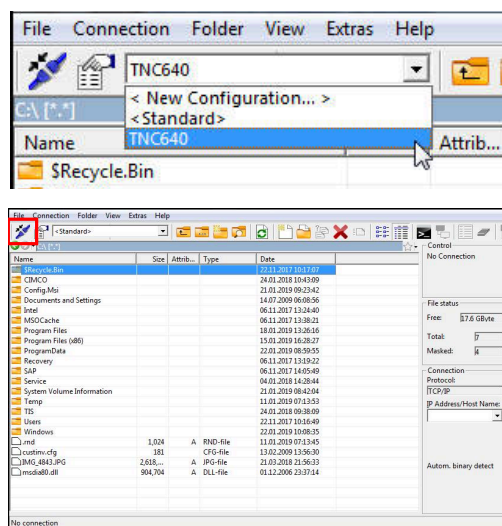 File Connection Folder View Extras Help
TNC640
C:\ [*.*]
< New Configuration... >
<Standard>
TNC640
Name Attrib...
$Recycle.Bin
File Connection Folder View Extras Help
<Standard>
Control
No Connection
Name Size Attrib... Type Date
$Recycle.Bin 22.11.2017 10:17:07
CIMCO 24.01.2018 10:43:09
Config.Msi 21.01.2019 09:23:42
Documents and Settings 14.07.2009 06:08:56
Intel 06.11.2017 13:24:40
MSOCache 06.11.2017 13:38:21
Program Files 18.01.2019 13:26:16
Program Files (x86) 15.01.2019 16:28:27
ProgramData 22.01.2019 08:59:55
Recovery 06.11.2017 13:19:22
SAP 06.11.2017 14:05:49
Service 04.01.2018 14:28:44
System Volume Information 21.01.2019 08:42:04
Temp 11.01.2019 07:13:53
TIS 24.01.2018 09:38:09
Users 22.11.2017 10:16:49
Windows 22.01.2019 10:08:35
.rnd 1,024 A RND-file 11.01.2019 07:13:45
custinv.cfg 181 CFG-file 13.02.2009 13:56:30
IMG_4843.JPG 2,618,... A JPG-file 21.03.2018 21:56:33
msdia80.dll 904,704 A DLL-file 01.12.2006 23:37:14
File status
Free: 17.6 GByte
Total: 7
Masked: 4
Connection
Protocol:
TCP/IP
IP Address/Host Name:
Autom. binary detect
No connection